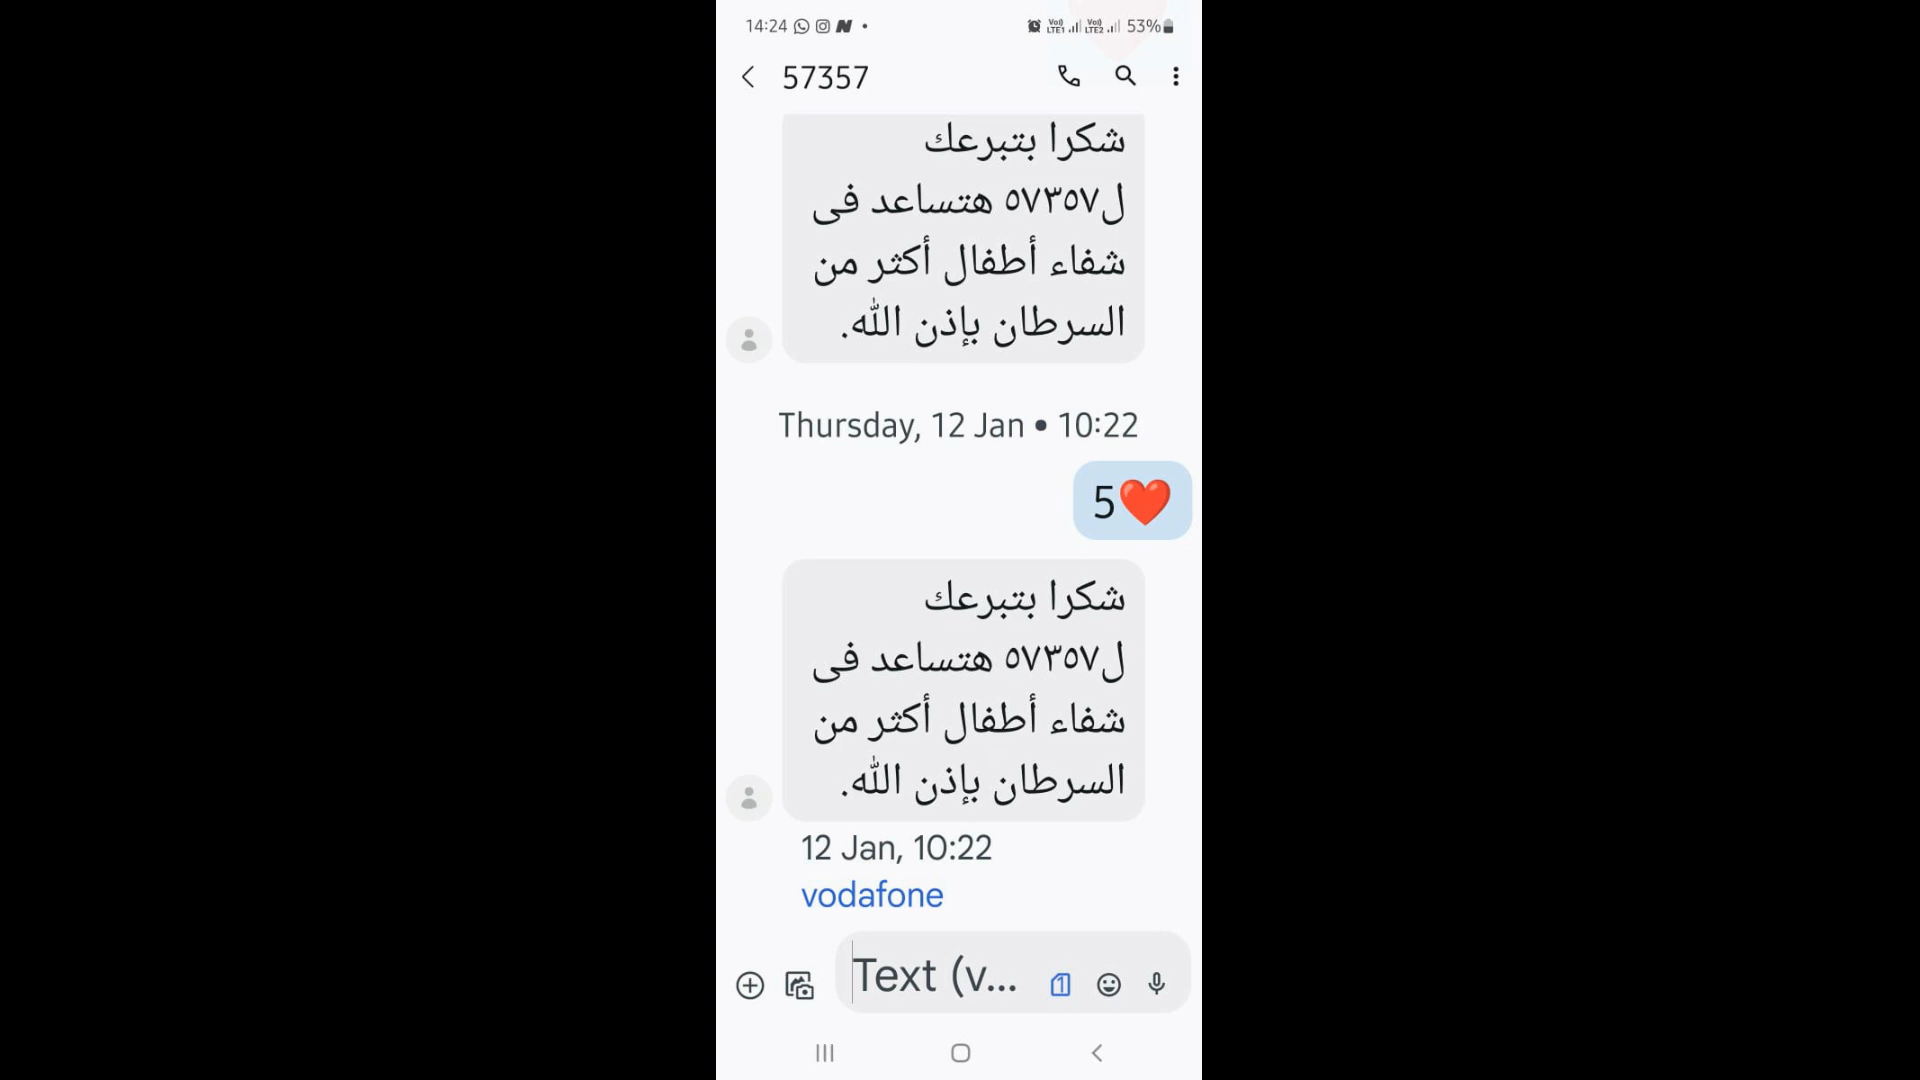 14:24 53%
57357
شكرا بتبرعك
ل٥٧٣٥٧ هتساعد فى
شفاء أطفال أكثر من
السرطان بإذن الله.
Thursday, 12 Jan • 10:22
5❤️
شكرا بتبرعك
ل٥٧٣٥٧ هتساعد فى
شفاء أطفال أكثر من
السرطان بإذن الله.
12 Jan, 10:22
vodafone
Text (v... 1